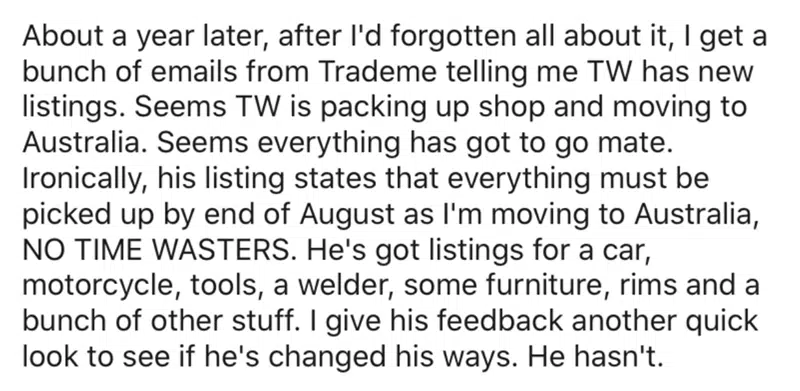 About a year later, after I'd forgotten all about it, I get a
bunch of emails from Trademe telling me TW has new
listings. Seems TW is packing up shop and moving to
Australia. Seems everything has got to go mate.
Ironically, his listing states that everything must be
picked up by end of August as I'm moving to Australia,
NO TIME WASTERS. He's got listings for a car,
motorcycle, tools, a welder, some furniture, rims and a
bunch of other stuff. I give his feedback another quick
look to see if he's changed his ways. He hasn't.